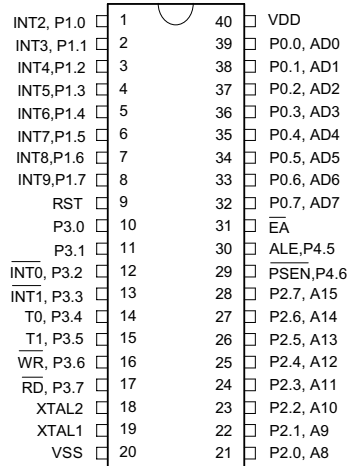 INT2, P1.0 1 40 VDD
INT3, P1.1 2 39 P0.0, AD0
INT4,P1.2 3 38 P0.1, AD1
INT5,P1.3 4 37 P0.2, AD2
INT6,P1.4 5 36 P0.3, AD3
INT7,P1.5 6 35 P0.4, AD4
INT8,P1.6 7 34 P0.5, AD5
INT9,P1.7 8 33 P0.6, AD6
RST 9 32 P0.7, AD7
P3.0 10 31 EA
P3.1 11 30 ALE,P4.5
INT0, P3.2 12 29 PSEN,P4.6
INT1, P3.3 13 28 P2.7, A15
T0, P3.4 14 27 P2.6, A14
T1, P3.5 15 26 P2.5, A13
WR, P3.6 16 25 P2.4, A12
RD, P3.7 17 24 P2.3, A11
XTAL2 18 23 P2.2, A10
XTAL1 19 22 P2.1, A9
VSS 20 21 P2.0, A8